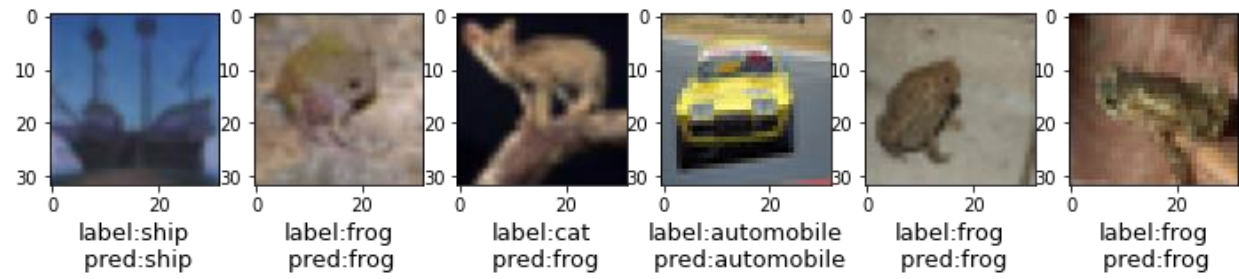 0 0 0 0 0 0
10 10 10 10 10 10
20 20 20 20 20 20
30 30 30 30 30 30
0 20 0 20 0 20 0 20 0 20 0 20
label:ship label:frog label:cat label:automobile label:frog label:frog
pred:ship pred:frog pred:frog pred:automobile pred:frog pred:frog